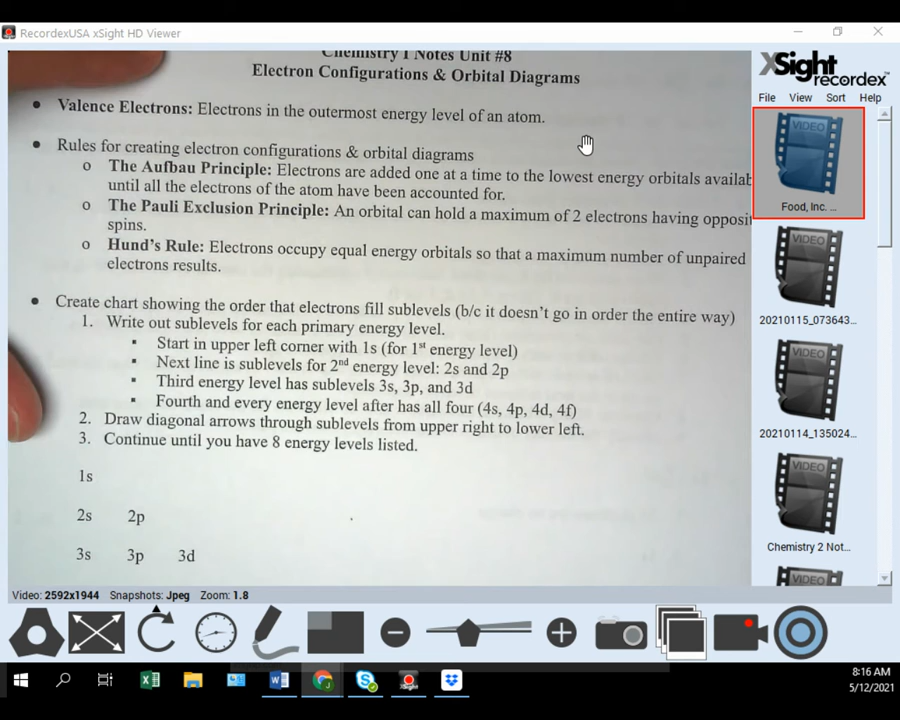 RecordexUSA xSight HD Viewer
Chemistry I Notes Unit #8
Electron Configurations & Orbital Diagrams
• Valence Electrons: Electrons in the outermost energy level of an atom.
• Rules for creating electron configurations & orbital diagrams
o The Aufbau Principle: Electrons are added one at a time to the lowest energy orbitals availab
until all the electrons of the atom have been accounted for.
o The Pauli Exclusion Principle: An orbital can hold a maximum of 2 electrons having opposi
spins.
o Hund's Rule: Electrons occupy equal energy orbitals so that a maximum number of unpaired
electrons results.
• Create chart showing the order that electrons fill sublevels (b/c it doesn't go in order the entire way)
1. Write out sublevels for each primary energy level.
▪ Start in upper left corner with 1s (for 1st energy level)
▪ Next line is sublevels for 2nd energy level: 2s and 2p
▪ Third energy level has sublevels 3s, 3p, and 3d
▪ Fourth and every energy level after has all four (4s, 4p, 4d, 4f)
2. Draw diagonal arrows through sublevels from upper right to lower left.
3. Continue until you have 8 energy levels listed.
1s
2s 2p
3s 3p 3d
XSight
recordex
File View Sort Help
VIDEO
Food, Inc. ...
VIDEO
20210115_073643...
VIDEO
20210114_135024...
VIDEO
Chemistry 2 Not...
VIDEO
Video: 2592x1944 Snapshots: Jpeg Zoom: 1.8
8:16 AM
5/12/2021